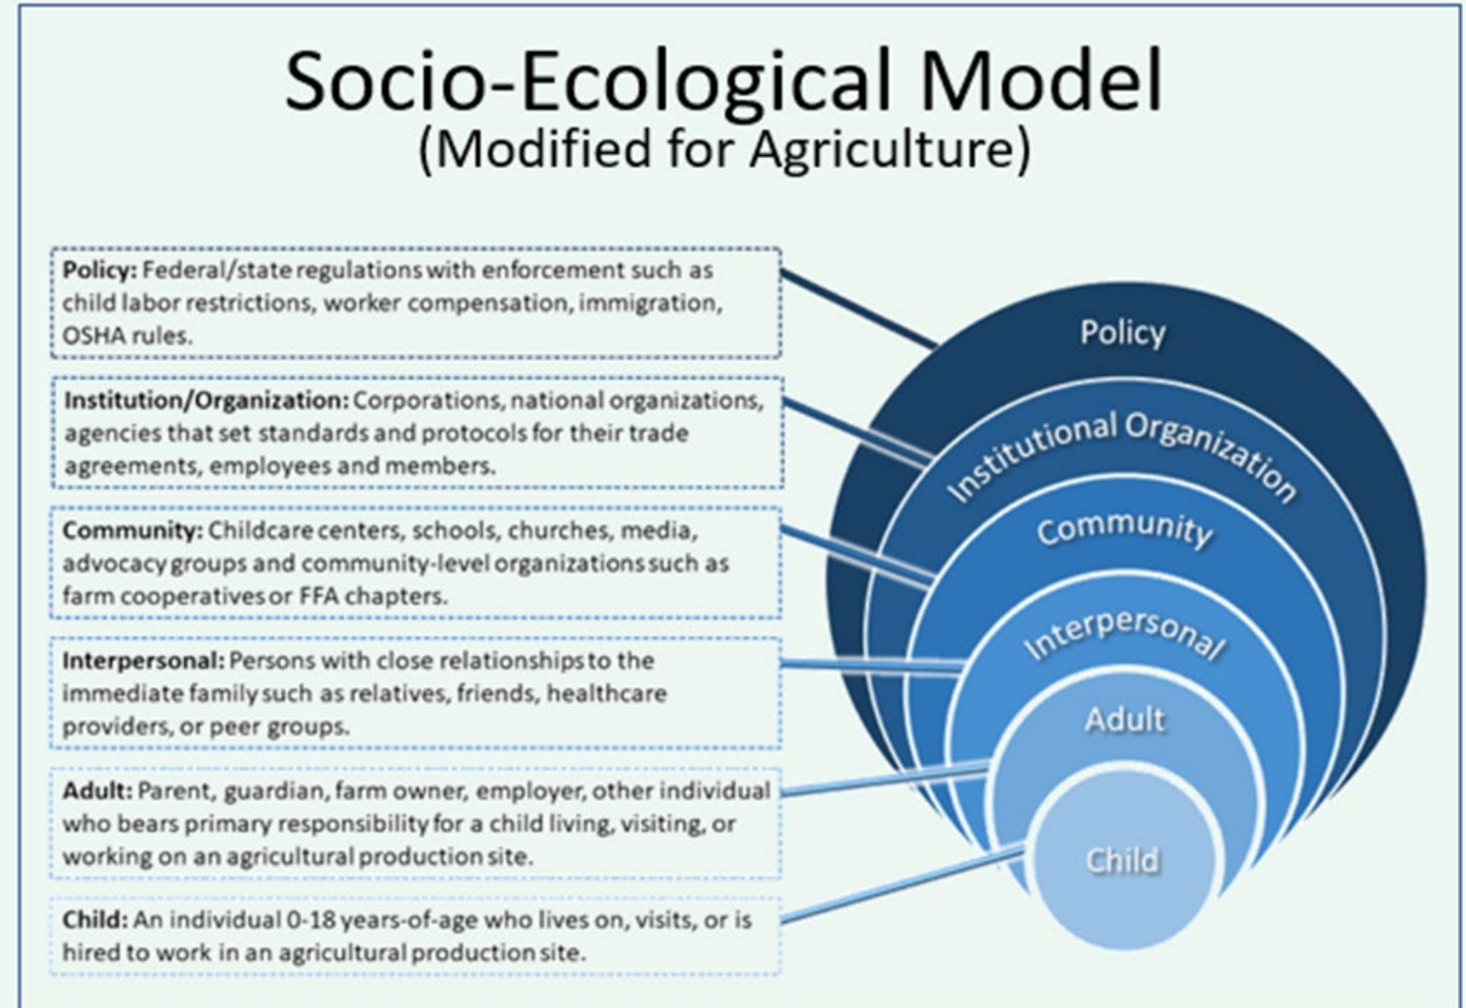 Socio-Ecological Model
(Modified for Agriculture)
Policy: Federal/state regulations with enforcement such as
child labor restrictions, worker compensation, immigration,
OSHA rules.
Institution/Organization: Corporations, national organizations,
agencies that set standards and protocols for their trade
agreements, employees and members.
Community: Childcare centers, schools, churches, media,
advocacy groups and community-level organizations such as
farm cooperatives or FFA chapters.
Interpersonal: Persons with close relationships to the
immediate family such as relatives, friends, healthcare
providers, or peer groups.
Adult: Parent, guardian, farm owner, employer, other individual
who bears primary responsibility for a child living, visiting, or
working on an agricultural production site.
Child: An individual 0-18 years-of-age who lives on, visits, or is
hired to work in an agricultural production site.
Policy
Institutional Organization
Community
Interpersonal
Adult
Child